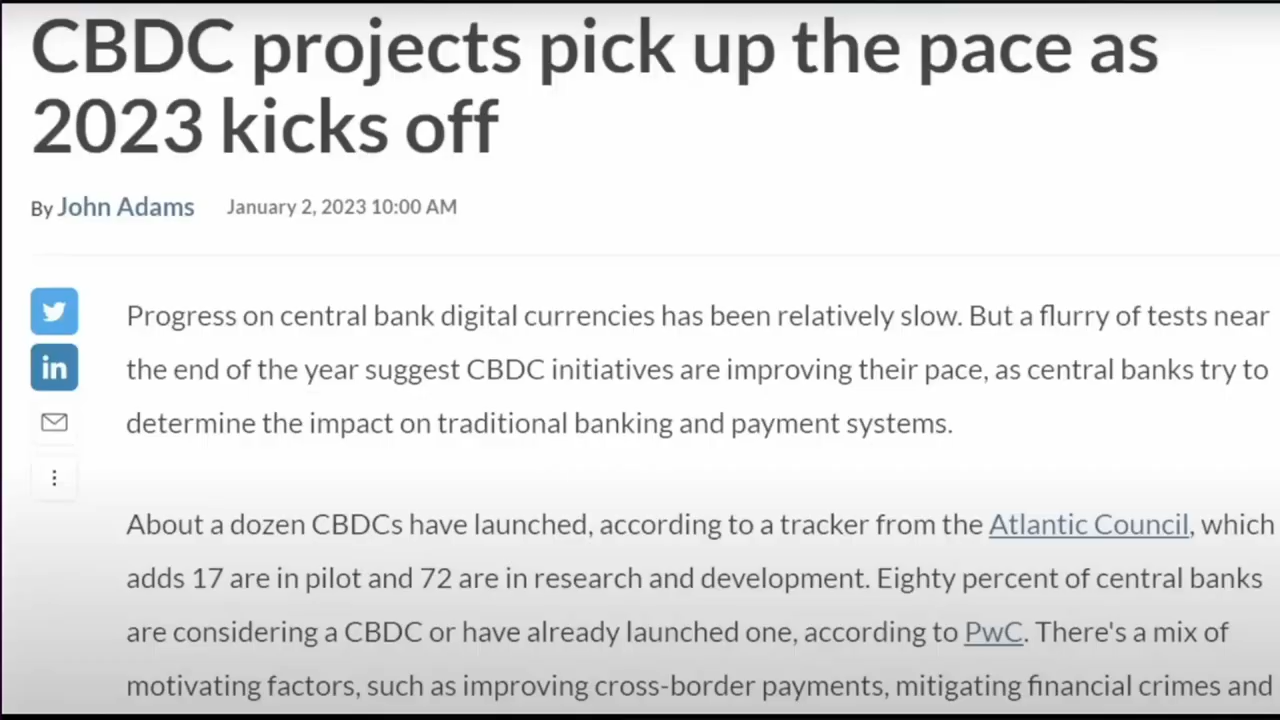 CBDC projects pick up the pace as
2023 kicks off
By John Adams January 2, 2023 10:00 AM
in
Progress on central bank digital currencies has been relatively slow. But a flurry of tests near
the end of the year suggest CBDC initiatives are improving their pace, as central banks try to
determine the impact on traditional banking and payment systems.
About a dozen CBDCs have launched, according to a tracker from the Atlantic Council, which
adds 17 are in pilot and 72 are in research and development. Eighty percent of central banks
are considering a CBDC or have already launched one, according to PwC. There's a mix of
motivating factors, such as improving cross-border payments, mitigating financial crimes and